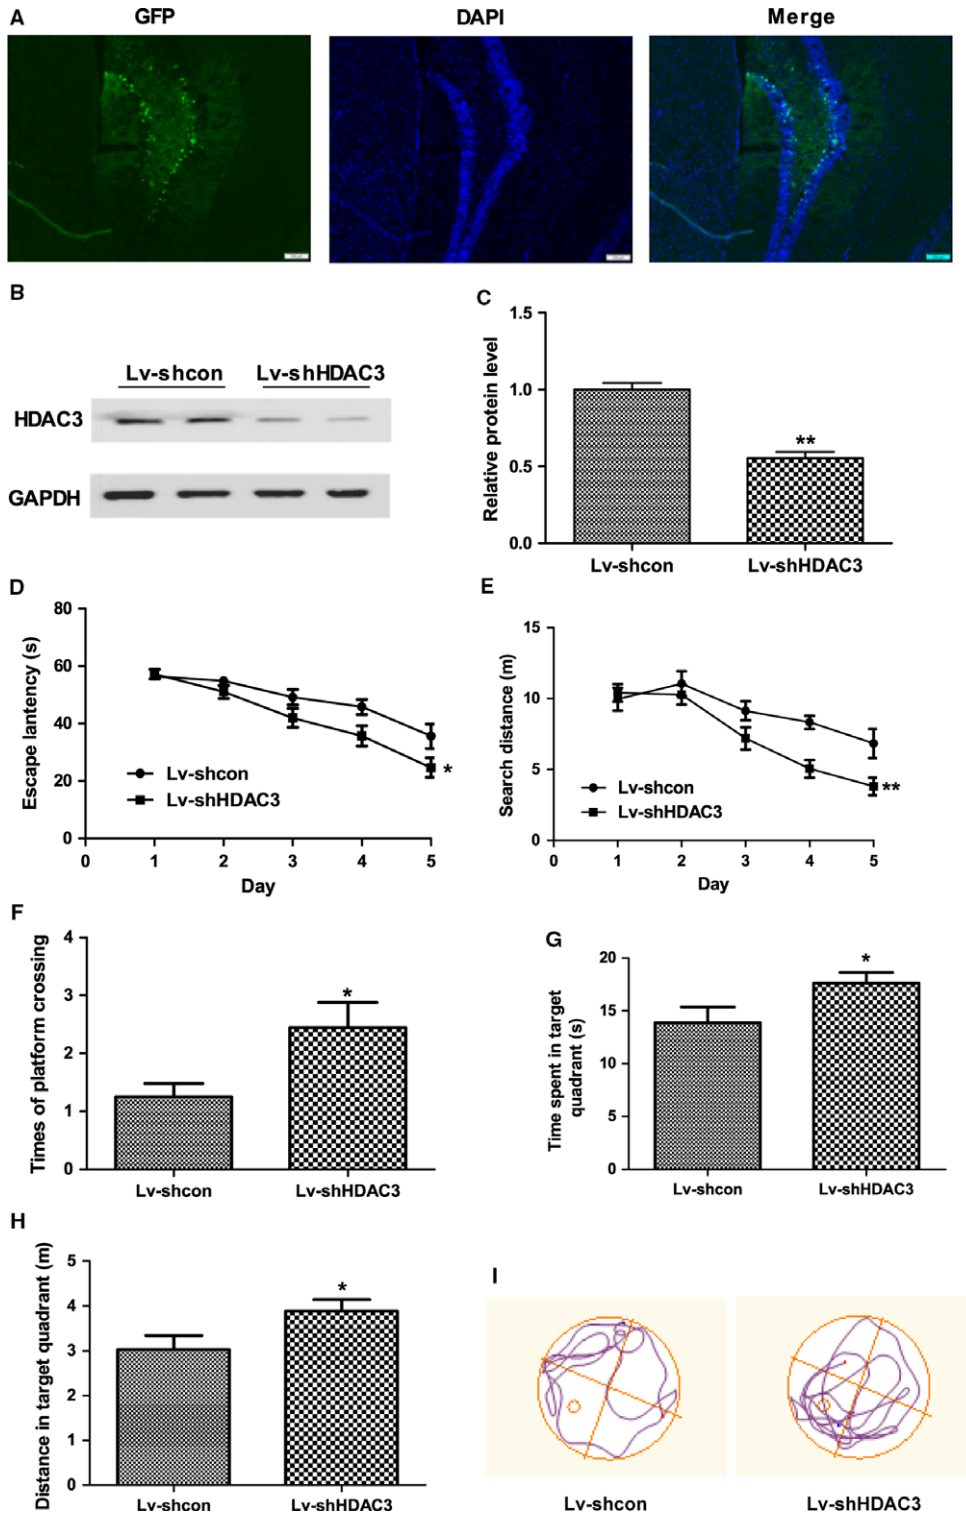 A
GFP
DAPI
Merge
B
Lv-shcon
Lv-shHDAC3
HDAC3
GAPDH
C
Relative protein level
1.5
1.0
0.5
0.0
**
Lv-shcon
Lv-shHDAC3
D
Escape lantency (s)
80
60
40
20
0
Lv-shcon
Lv-shHDAC3
*
0 1 2 3 4 5
Day
E
Search distance (m)
15
10
5
0
Lv-shcon
Lv-shHDAC3
**
0 1 2 3 4 5
Day
F
Times of platform crossing
4
3
2
1
0
*
Lv-shcon
Lv-shHDAC3
G
Time spent in target
quadrant (s)
20
15
10
5
0
*
Lv-shcon
Lv-shHDAC3
H
Distance in target quadrant (m)
5
4
3
2
1
0
*
Lv-shcon
Lv-shHDAC3
I
Lv-shcon
Lv-shHDAC3